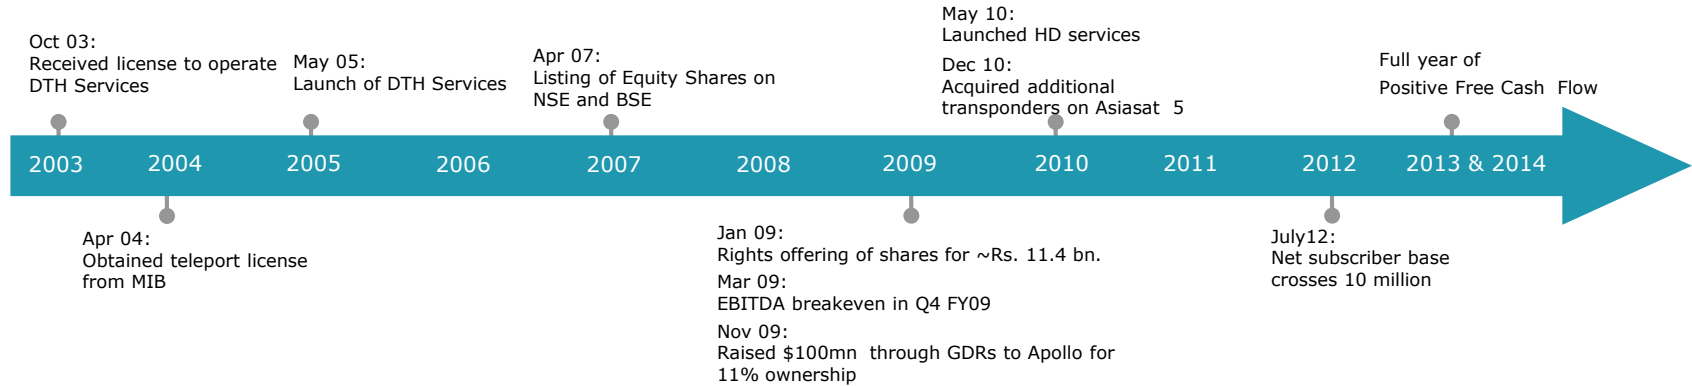 May 10:
Launched HD services
Oct 03:
Received license to operate
DTH Services
May 05:
Launch of DTH Services
Apr 07:
Listing of Equity Shares on
NSE and BSE
Dec 10:
Acquired additional
transponders on Asiasat 5
Full year of
Positive Free Cash Flow
2003
2004
2005
2006
2007
2008
2009
2010
2011
2012
2013 & 2014
Apr 04:
Obtained teleport license
from MIB
Jan 09:
Rights offering of shares for ~Rs. 11.4 bn.
Mar 09:
EBITDA breakeven in Q4 FY09
Nov 09:
Raised $100mn through GDRs to Apollo for
11% ownership
July12:
Net subscriber base
crosses 10 million